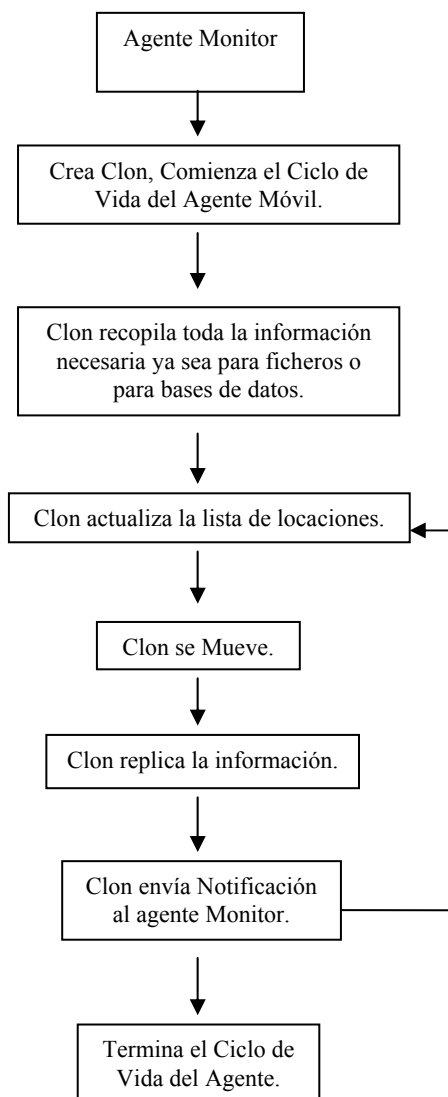 Agente Monitor
Crea Clon, Comienza el Ciclo de
Vida del Agente Móvil.
Clon recopila toda la información
necesaria ya sea para ficheros o
para bases de datos.
Clon actualiza la lista de locaciones.
Clon se Mueve.
Clon replica la información.
Clon envía Notificación
al agente Monitor.
Termina el Ciclo de
Vida del Agente.